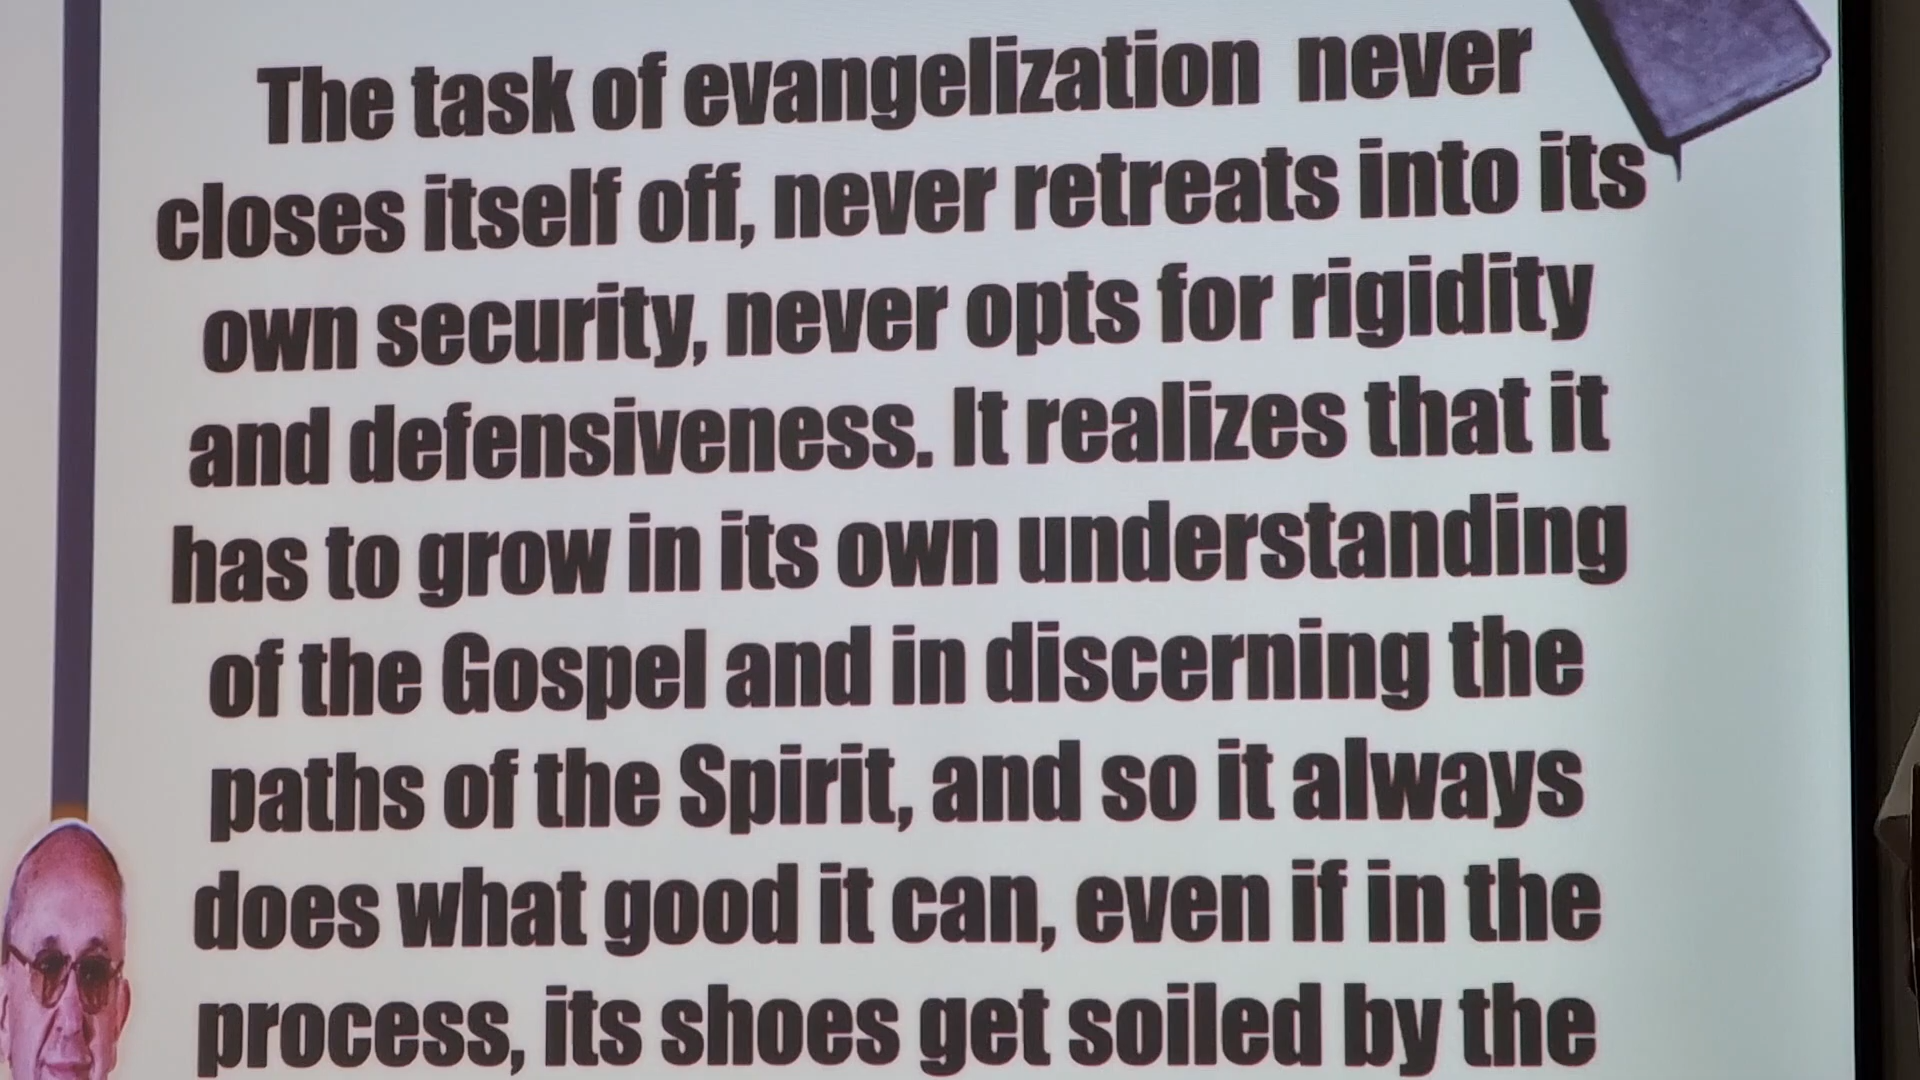 The task of evangelization never
closes itself off, never retreats into its
own security, never opts for rigidity
and defensiveness. It realizes that it
has to grow in its own understanding
of the Gospel and in discerning the
paths of the Spirit, and so it always
does what good it can, even if in the
process, its shoes get soiled by the